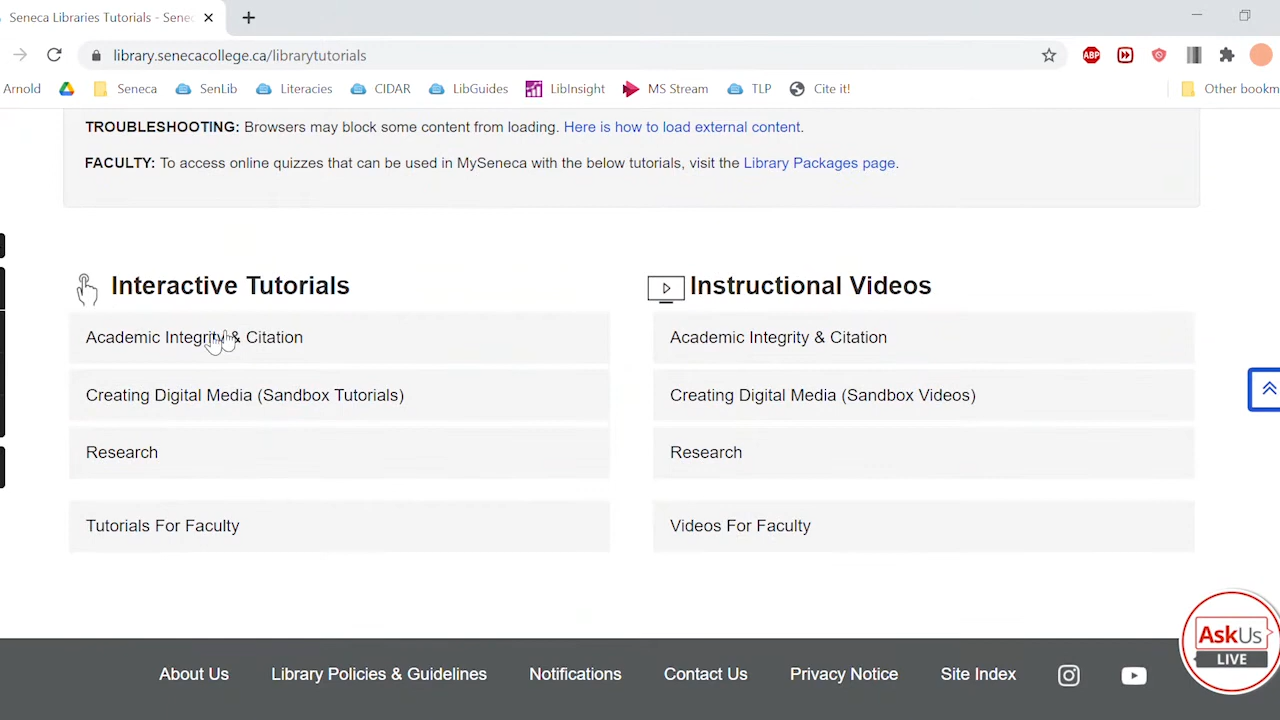 Seneca Libraries Tutorials - Sene
library.senecacollege.ca/librarytutorials
ABP
Arnold
Seneca
SenLib
Literacies
CIDAR
LibGuides
LibInsight
MS Stream
TLP
Cite it!
Other bookm
TROUBLESHOOTING: Browsers may block some content from loading. Here is how to load external content.
FACULTY: To access online quizzes that can be used in MySeneca with the below tutorials, visit the Library Packages page.
Interactive Tutorials
Academic Integrity & Citation
Creating Digital Media (Sandbox Tutorials)
Research
Tutorials For Faculty
Instructional Videos
Academic Integrity & Citation
Creating Digital Media (Sandbox Videos)
Research
Videos For Faculty
AskUs
LIVE
About Us
Library Policies & Guidelines
Notifications
Contact Us
Privacy Notice
Site Index